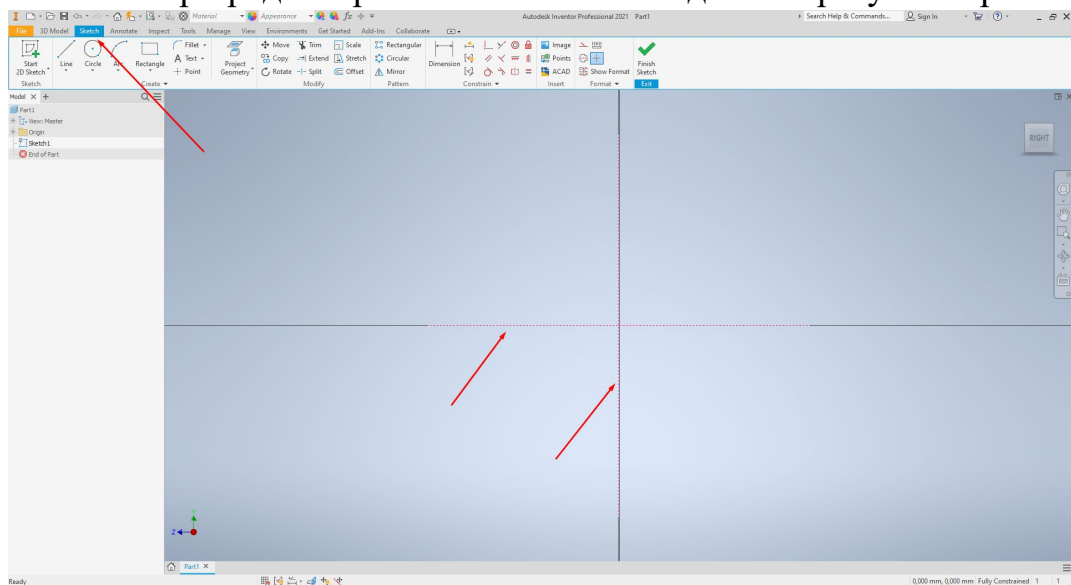 Material Appearance Autodesk Inventor Professional 2021 Part1 Search Help & Commands... Sign In
File 3D Model Sketch Annotate Inspect Tools Manage View Environments Get Started Add-Ins Collaborate
Start 2D Sketch Line Circle Arc Rectangle Fillet Text Point Project Geometry
Move Trim Scale
Copy Extend Stretch
Rotate Split Offset
Rectangular
Circular
Mirror
Dimension
Image
Points
ACAD
Show Format
Finish Sketch
Sketch Create Modify Pattern Constrain Insert Format Exit
Model
Part1
View: Master
Origin
Sketch1
End of Part
RIGHT
Y
Z
Part1
Ready 0,000 mm, 0,000 mm Fully Constrained 1 1